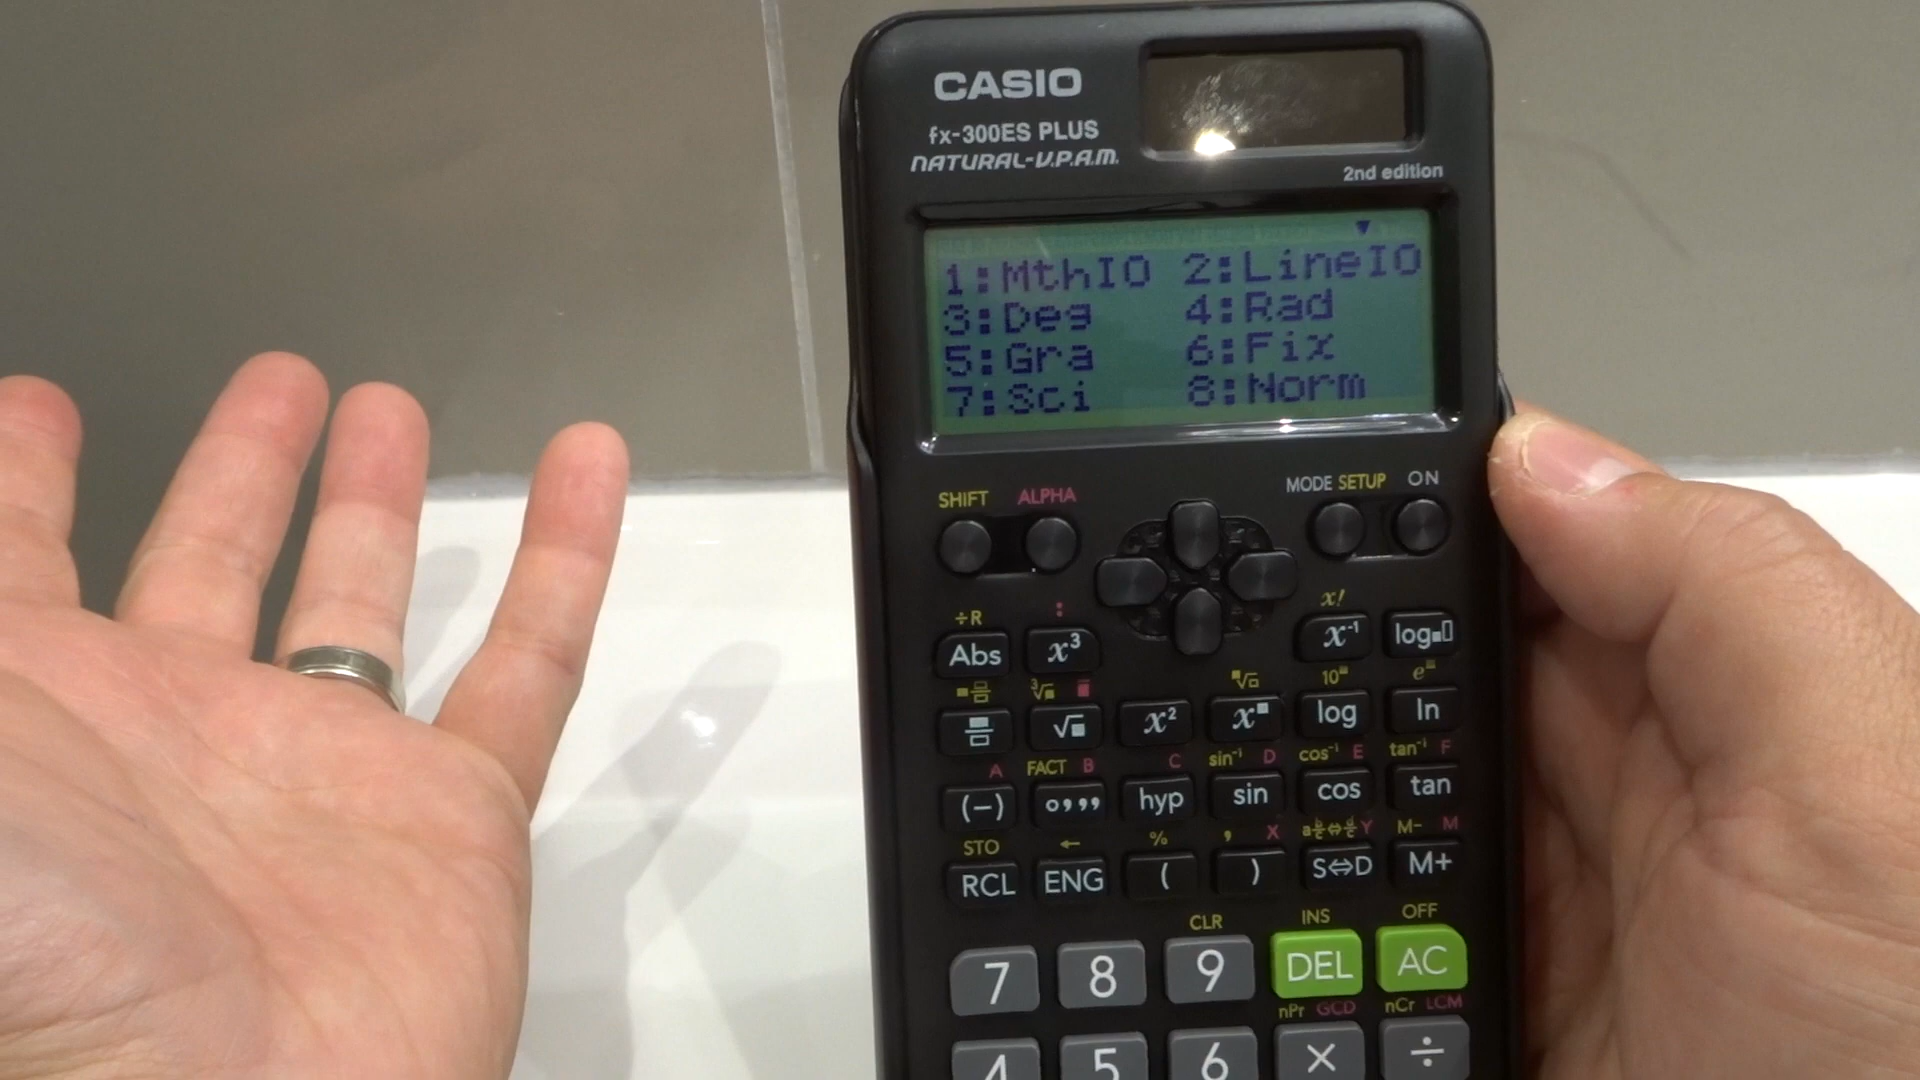 CASIO
fx-300ES PLUS
NATURAL-V.P.A.M.
2nd edition
1:MthIO 2:LineIO
3:Deg 4:Rad
5:Gra 6:Fix
7:Sci 8:Norm
SHIFT ALPHA MODE SETUP ON
÷R : x!
Abs x³ x⁻¹ log■▯
■■/□ ³√■ ■√□ 10■ e■
■/□ √■ x² x■ log ln
A FACT B C sin⁻¹ D cos⁻¹ E tan⁻¹ F
(−) °,,, hyp sin cos tan
STO ← % , X a b/c⇔d/c Y M− M
RCL ENG ( ) S⇔D M+
CLR INS OFF
7 8 9 DEL AC
nPr GCD nCr LCM
4 5 6 × ÷